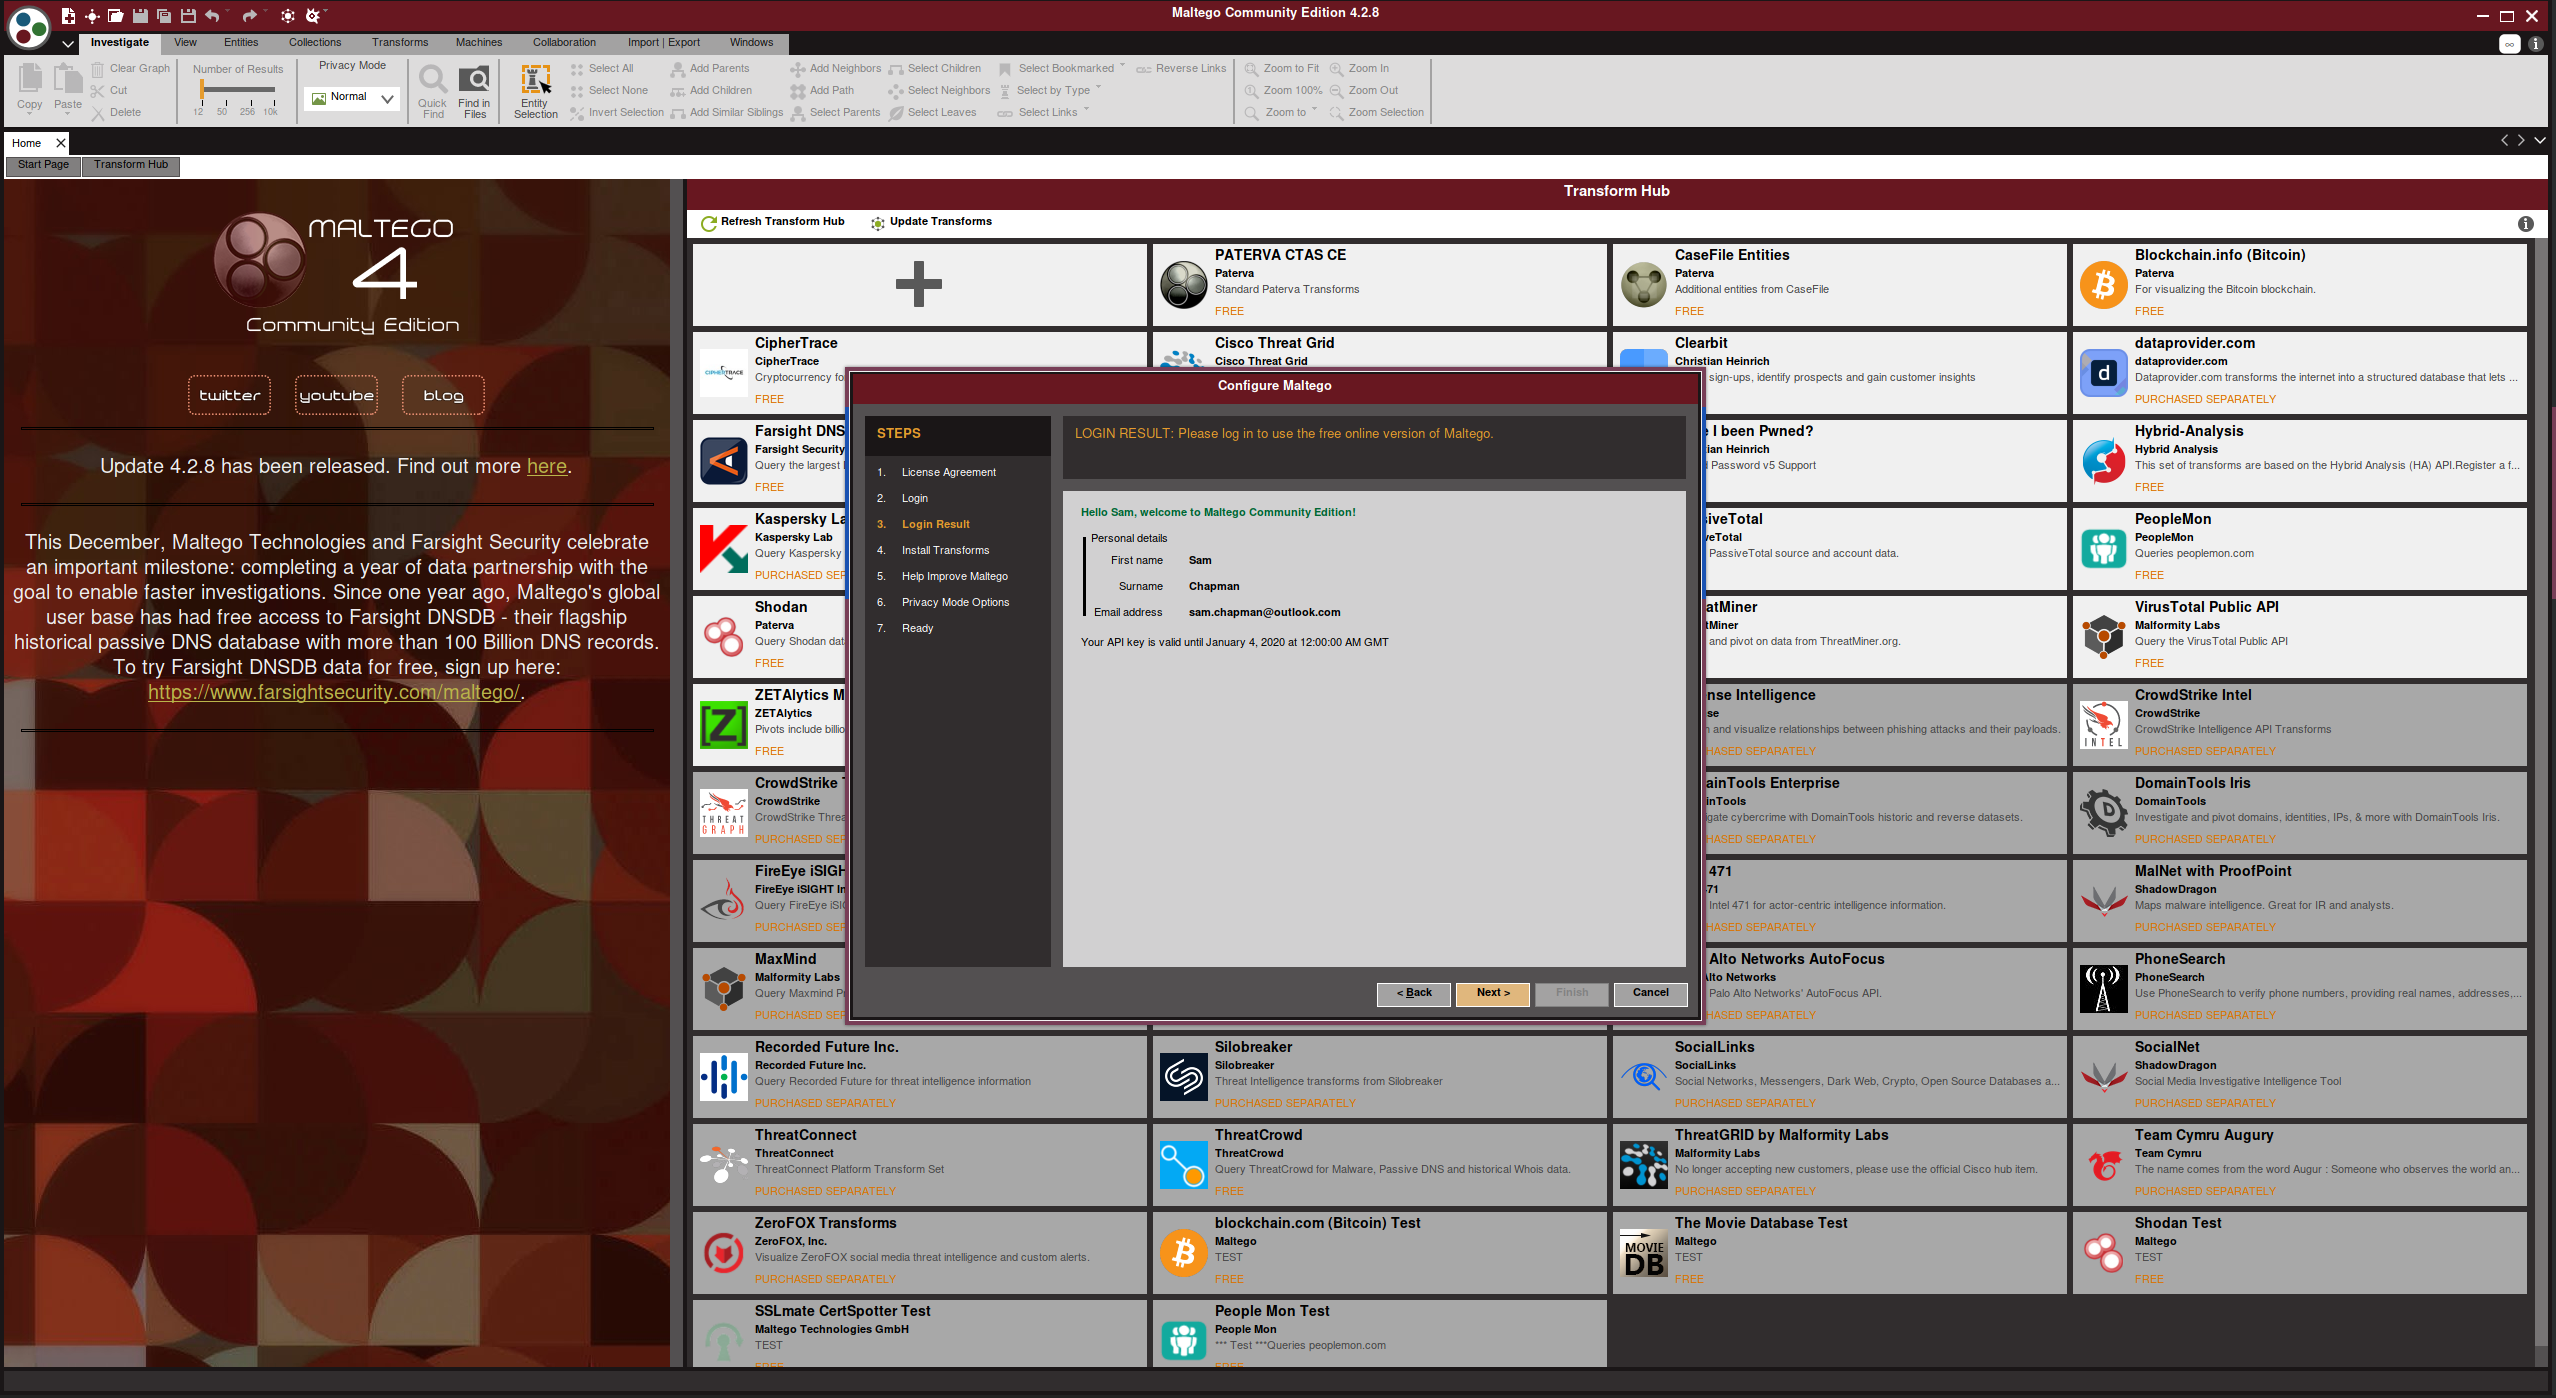 Maltego Community Edition 4.2.8
Investigate View Entities Collections Transforms Machines Collaboration Import | Export Windows
Copy Paste Clear Graph Cut Delete
Number of Results
12 50 256 10k
Privacy Mode
Normal
Quick Find
Find in Files
Entity Selection
Select All Add Parents Add Neighbors Select Children Select Bookmarked Reverse Links Zoom to Fit Zoom In
Select None Add Children Add Path Select Neighbors Select by Type Zoom 100% Zoom Out
Invert Selection Add Similar Siblings Select Parents Select Leaves Select Links Zoom to Zoom Selection
Home
Start Page Transform Hub
MALTEGO
4
Community Edition
twitter youtube blog
Update 4.2.8 has been released. Find out more here.
This December, Maltego Technologies and Farsight Security celebrate
an important milestone: completing a year of data partnership with the
goal to enable faster investigations. Since one year ago, Maltego's global
user base has had free access to Farsight DNSDB - their flagship
historical passive DNS database with more than 100 Billion DNS records.
To try Farsight DNSDB data for free, sign up here:
https://www.farsightsecurity.com/maltego/.
Transform Hub
Refresh Transform Hub Update Transforms
PATERVA CTAS CE
Paterva
Standard Paterva Transforms
FREE
CaseFile Entities
Paterva
Additional entities from CaseFile
FREE
Blockchain.info (Bitcoin)
Paterva
For visualizing the Bitcoin blockchain.
FREE
CIPHERTRACE
CipherTrace
CipherTrace
Cryptocurrency fo
FREE
Cisco Threat Grid
Cisco Threat Grid
Clearbit
Christian Heinrich
sign-ups, identify prospects and gain customer insights
d
dataprovider.com
dataprovider.com
Dataprovider.com transforms the internet into a structured database that lets ...
PURCHASED SEPARATELY
Farsight DNS
Farsight Security
Query the largest
FREE
I been Pwned?
ian Heinrich
Password v5 Support
Hybrid-Analysis
Hybrid Analysis
This set of transforms are based on the Hybrid Analysis (HA) API.Register a f...
FREE
Kaspersky La
Kaspersky Lab
Query Kaspersky
PURCHASED SEP
iveTotal
veTotal
PassiveTotal source and account data.
PeopleMon
PeopleMon
Queries peoplemon.com
FREE
Shodan
Paterva
Query Shodan dat
FREE
atMiner
tMiner
and pivot on data from ThreatMiner.org.
VirusTotal Public API
Malformity Labs
Query the VirusTotal Public API
FREE
[Z]
ZETAlytics M
ZETAlytics
Pivots include billio
FREE
nse Intelligence
se
and visualize relationships between phishing attacks and their payloads.
HASED SEPARATELY
INTEL
CrowdStrike Intel
CrowdStrike
CrowdStrike Intelligence API Transforms
PURCHASED SEPARATELY
THREAT GRAPH
CrowdStrike
CrowdStrike
CrowdStrike Threa
PURCHASED SEP
ainTools Enterprise
inTools
gate cybercrime with DomainTools historic and reverse datasets.
HASED SEPARATELY
D
DomainTools Iris
DomainTools
Investigate and pivot domains, identities, IPs, & more with DomainTools Iris.
PURCHASED SEPARATELY
FireEye iSIGH
FireEye iSIGHT In
Query FireEye iSI
PURCHASED SEP
471
71
Intel 471 for actor-centric intelligence information.
HASED SEPARATELY
MalNet with ProofPoint
ShadowDragon
Maps malware intelligence. Great for IR and analysts.
PURCHASED SEPARATELY
MaxMind
Malformity Labs
Query Maxmind P
PURCHASED SEP
Alto Networks AutoFocus
Alto Networks
Palo Alto Networks' AutoFocus API.
HASED SEPARATELY
PhoneSearch
PhoneSearch
Use PhoneSearch to verify phone numbers, providing real names, addresses,...
PURCHASED SEPARATELY
Configure Maltego
STEPS
1. License Agreement
2. Login
3. Login Result
4. Install Transforms
5. Help Improve Maltego
6. Privacy Mode Options
7. Ready
LOGIN RESULT: Please log in to use the free online version of Maltego.
Hello Sam, welcome to Maltego Community Edition!
Personal details
First name Sam
Surname Chapman
Email address sam.chapman@outlook.com
Your API key is valid until January 4, 2020 at 12:00:00 AM GMT
< Back Next > Finish Cancel
Recorded Future Inc.
Recorded Future Inc.
Query Recorded Future for threat intelligence information
PURCHASED SEPARATELY
Silobreaker
Silobreaker
Threat Intelligence transforms from Silobreaker
PURCHASED SEPARATELY
SocialLinks
SocialLinks
Social Networks, Messengers, Dark Web, Crypto, Open Source Databases a...
PURCHASED SEPARATELY
SocialNet
ShadowDragon
Social Media Investigative Intelligence Tool
PURCHASED SEPARATELY
ThreatConnect
ThreatConnect
ThreatConnect Platform Transform Set
PURCHASED SEPARATELY
ThreatCrowd
ThreatCrowd
Query ThreatCrowd for Malware, Passive DNS and historical Whois data.
FREE
ThreatGRID by Malformity Labs
Malformity Labs
No longer accepting new customers, please use the official Cisco hub item.
PURCHASED SEPARATELY
Team Cymru Augury
Team Cymru
The name comes from the word Augur : Someone who observes the world an...
PURCHASED SEPARATELY
ZeroFOX Transforms
ZeroFOX, Inc.
Visualize ZeroFOX social media threat intelligence and custom alerts.
PURCHASED SEPARATELY
blockchain.com (Bitcoin) Test
Maltego
TEST
FREE
MOVIE DB
The Movie Database Test
Maltego
TEST
FREE
Shodan Test
Maltego
TEST
FREE
SSLmate CertSpotter Test
Maltego Technologies GmbH
TEST
FREE
People Mon Test
People Mon
*** Test ***Queries peoplemon.com
FREE